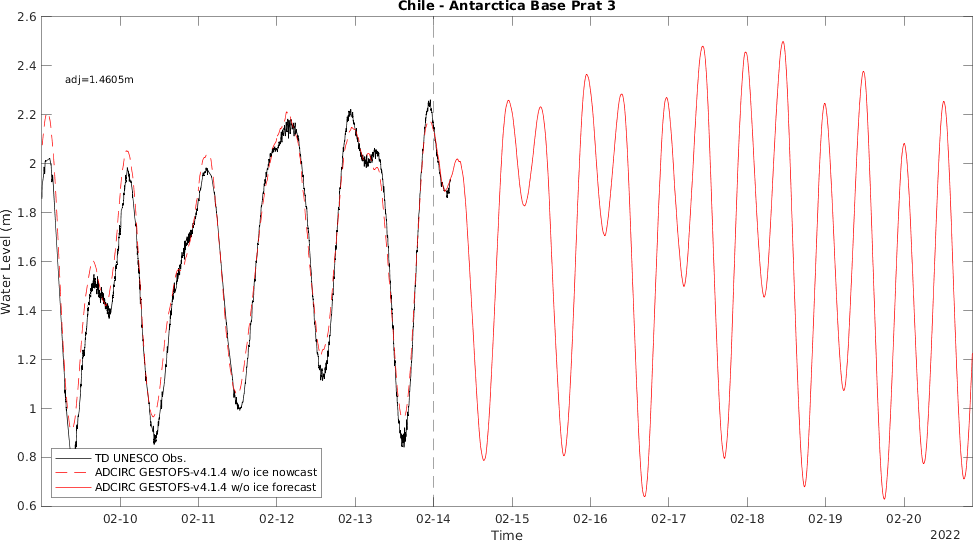 Chile - Antarctica Base Prat 3
2.6
2.4
2.2
2
1.8
1.6
1.4
1.2
1
0.8
0.6
Water Level (m)
adj=1.4605m
TD UNESCO Obs.
ADCIRC GESTOFS-v4.1.4 w/o ice nowcast
ADCIRC GESTOFS-v4.1.4 w/o ice forecast
02-10 02-11 02-12 02-13 02-14 02-15 02-16 02-17 02-18 02-19 02-20
Time
2022